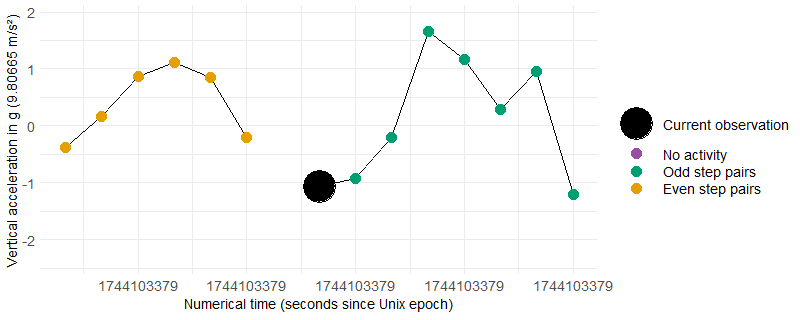 2
1
0
-1
-2
Vertical acceleration in g (9.80665 m/s²)
1744103379 1744103379 1744103379 1744103379 1744103379
Numerical time (seconds since Unix epoch)
Current observation
No activity
Odd step pairs
Even step pairs